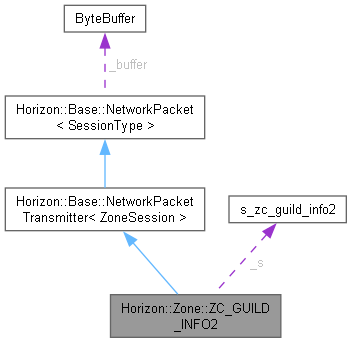 ByteBuffer
_buffer
Horizon::Base::NetworkPacket
< SessionType >
Horizon::Base::NetworkPacket
Transmitter< ZoneSession >
s_zc_guild_info2
_s
Horizon::Zone::ZC_GUILD
_INFO2